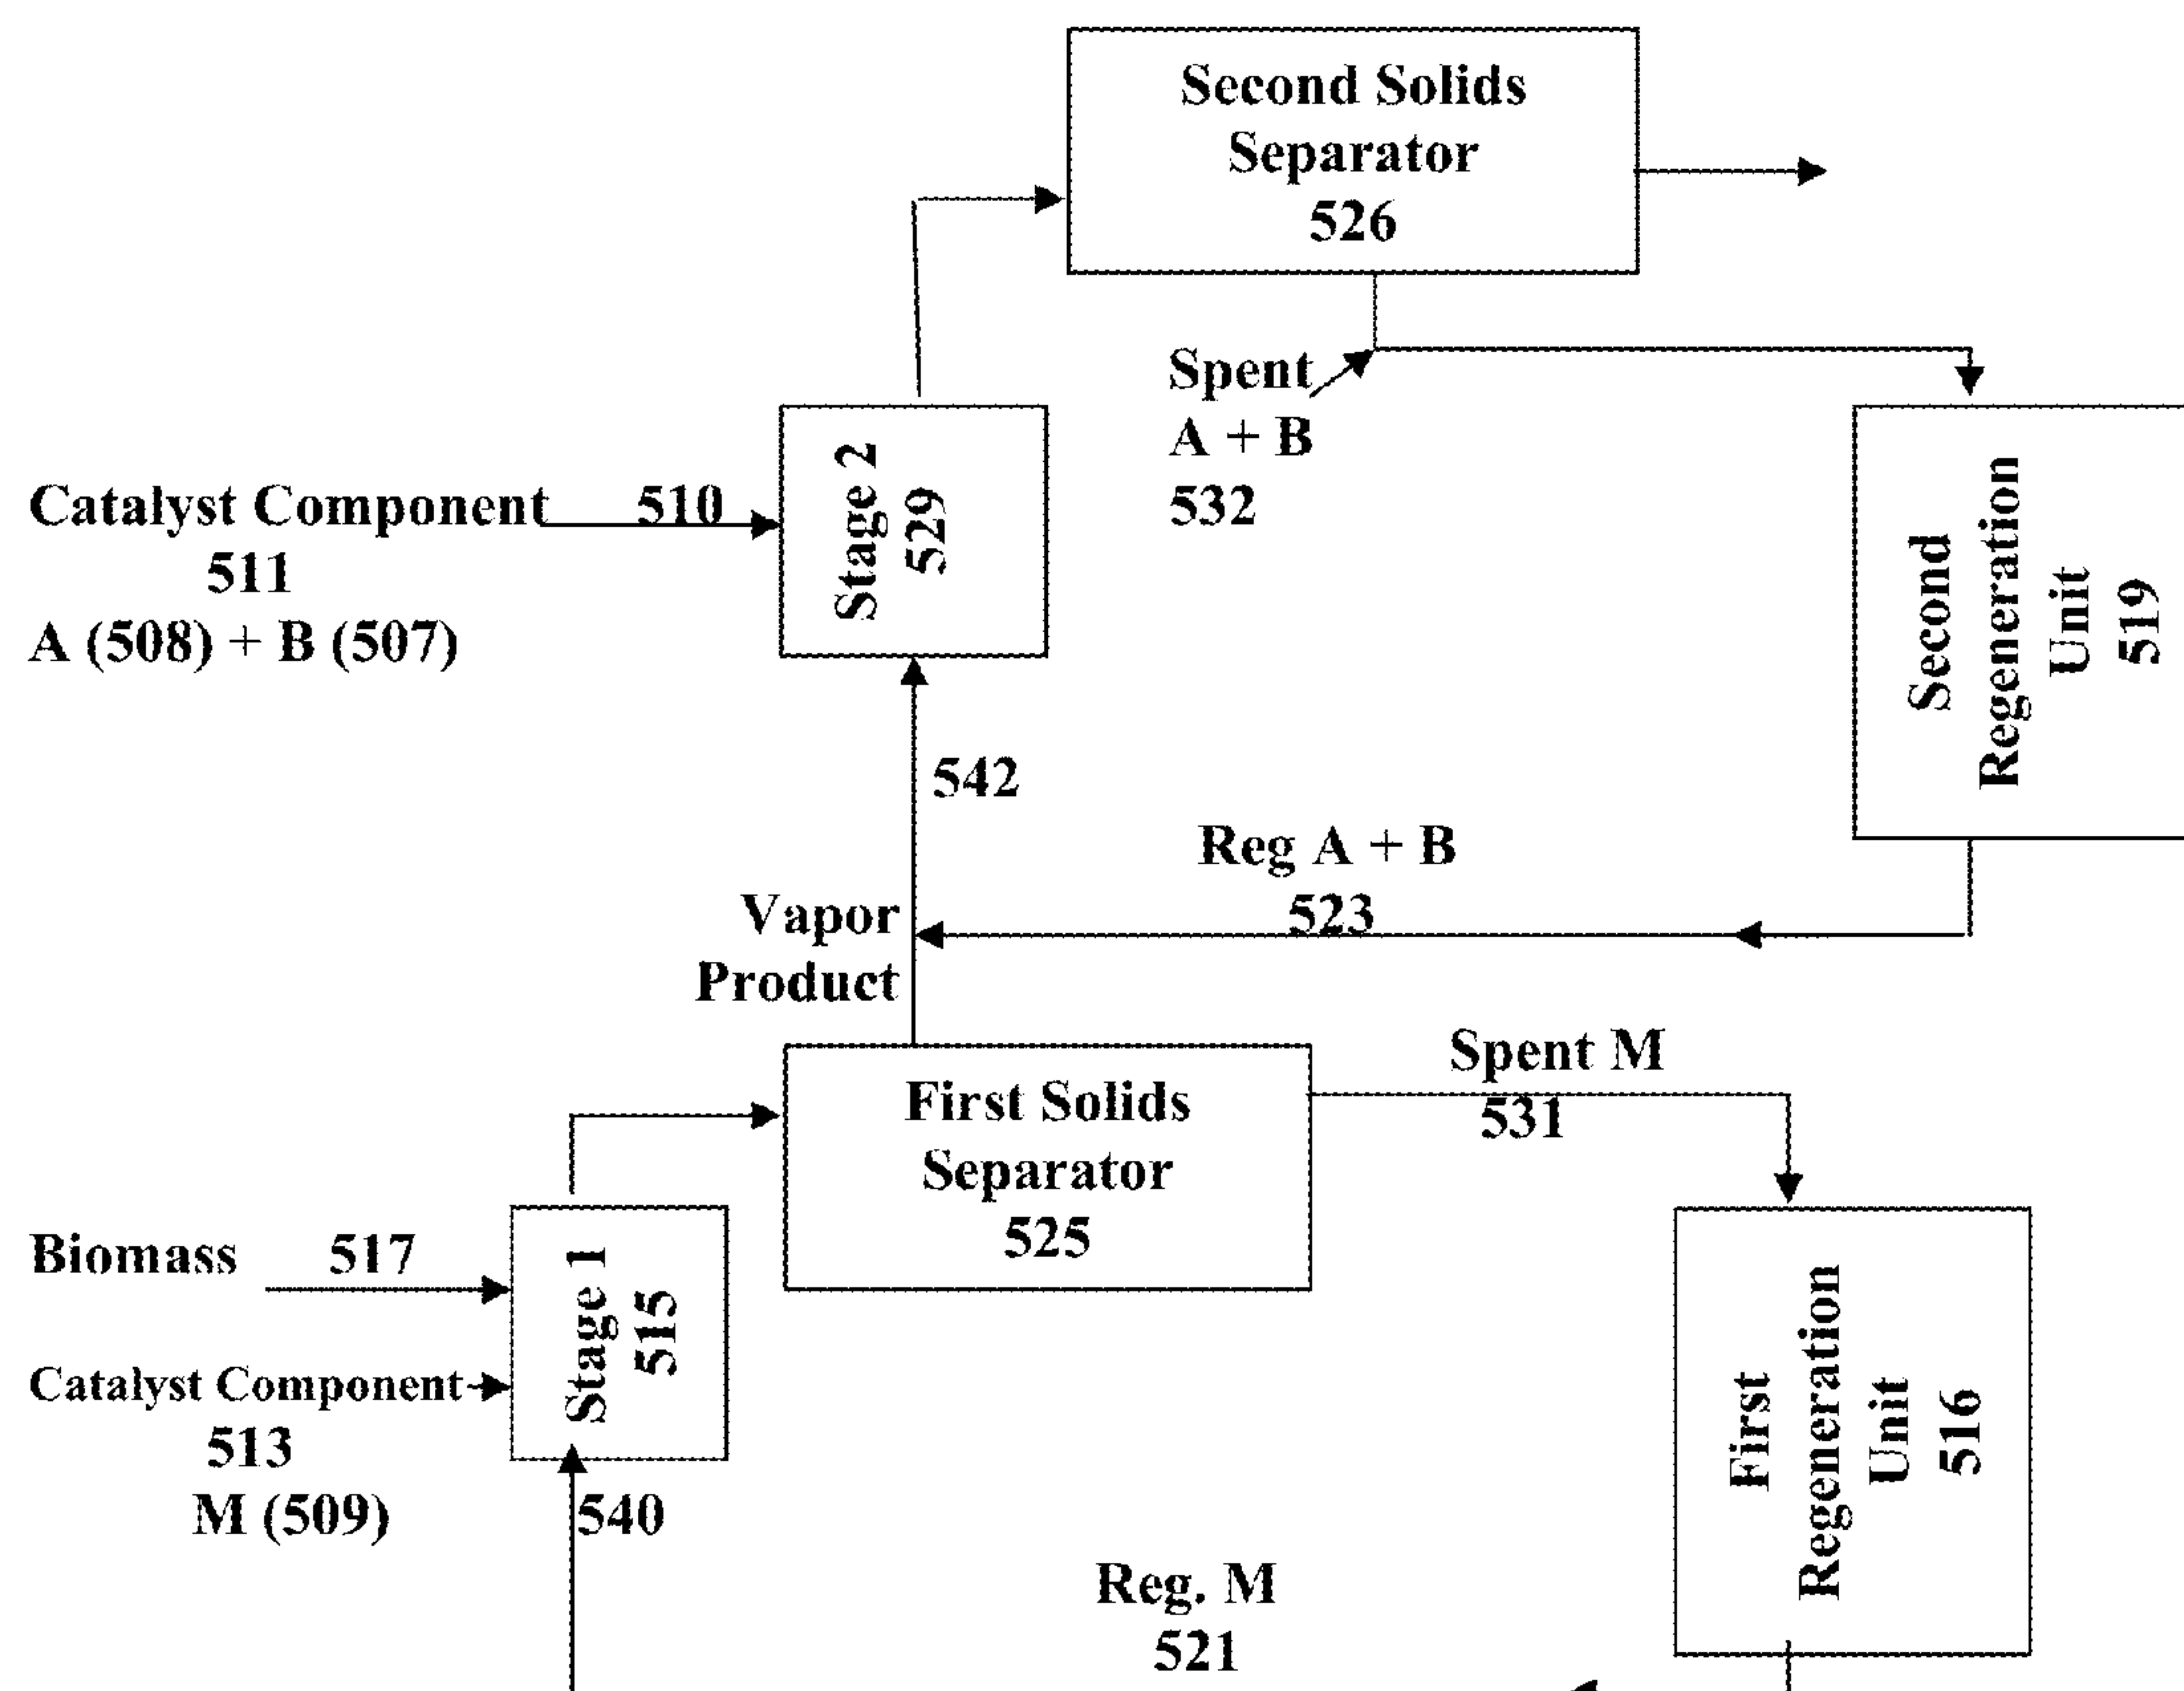 Second Solids
Separator
526
Spent
A + B
532
Stage 2
529
Catalyst Component
510
511
A (508) + B (507)
Second
Regeneration
Unit
519
542
Reg A + B
523
Vapor
Product
First Solids
Separator
525
Spent M
531
Biomass
517
Stage 1
515
Catalyst Component
513
M (509)
540
First
Regeneration
Unit
516
Reg. M
521